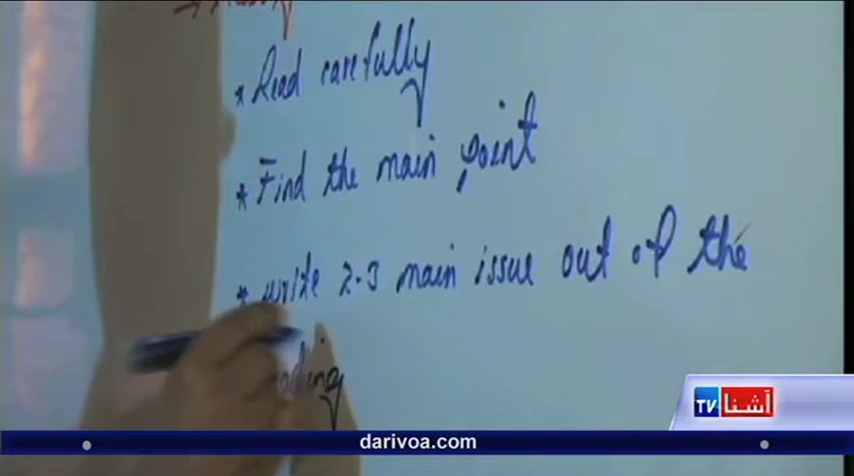 * Read carefully
* Find the main point
* write 2-3 main issue out of the
TV آشنا
darivoa.com